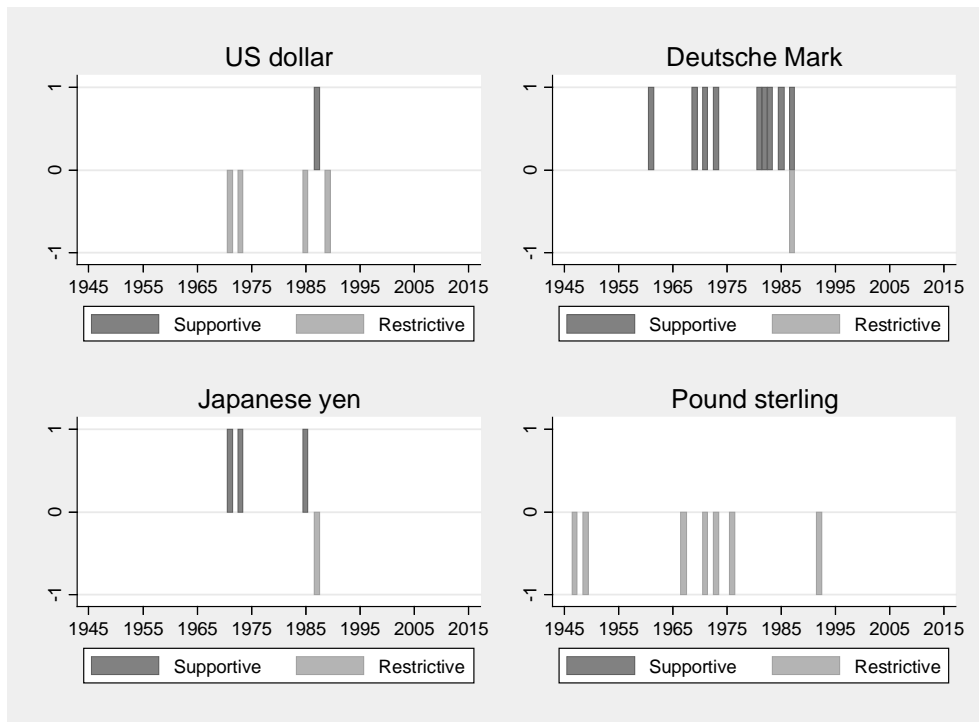 US dollar
1
0
-1
1945 1955 1965 1975 1985 1995 2005 2015
Supportive Restrictive
Deutsche Mark
1
0
-1
1945 1955 1965 1975 1985 1995 2005 2015
Supportive Restrictive
Japanese yen
1
0
-1
1945 1955 1965 1975 1985 1995 2005 2015
Supportive Restrictive
Pound sterling
1
0
-1
1945 1955 1965 1975 1985 1995 2005 2015
Supportive Restrictive